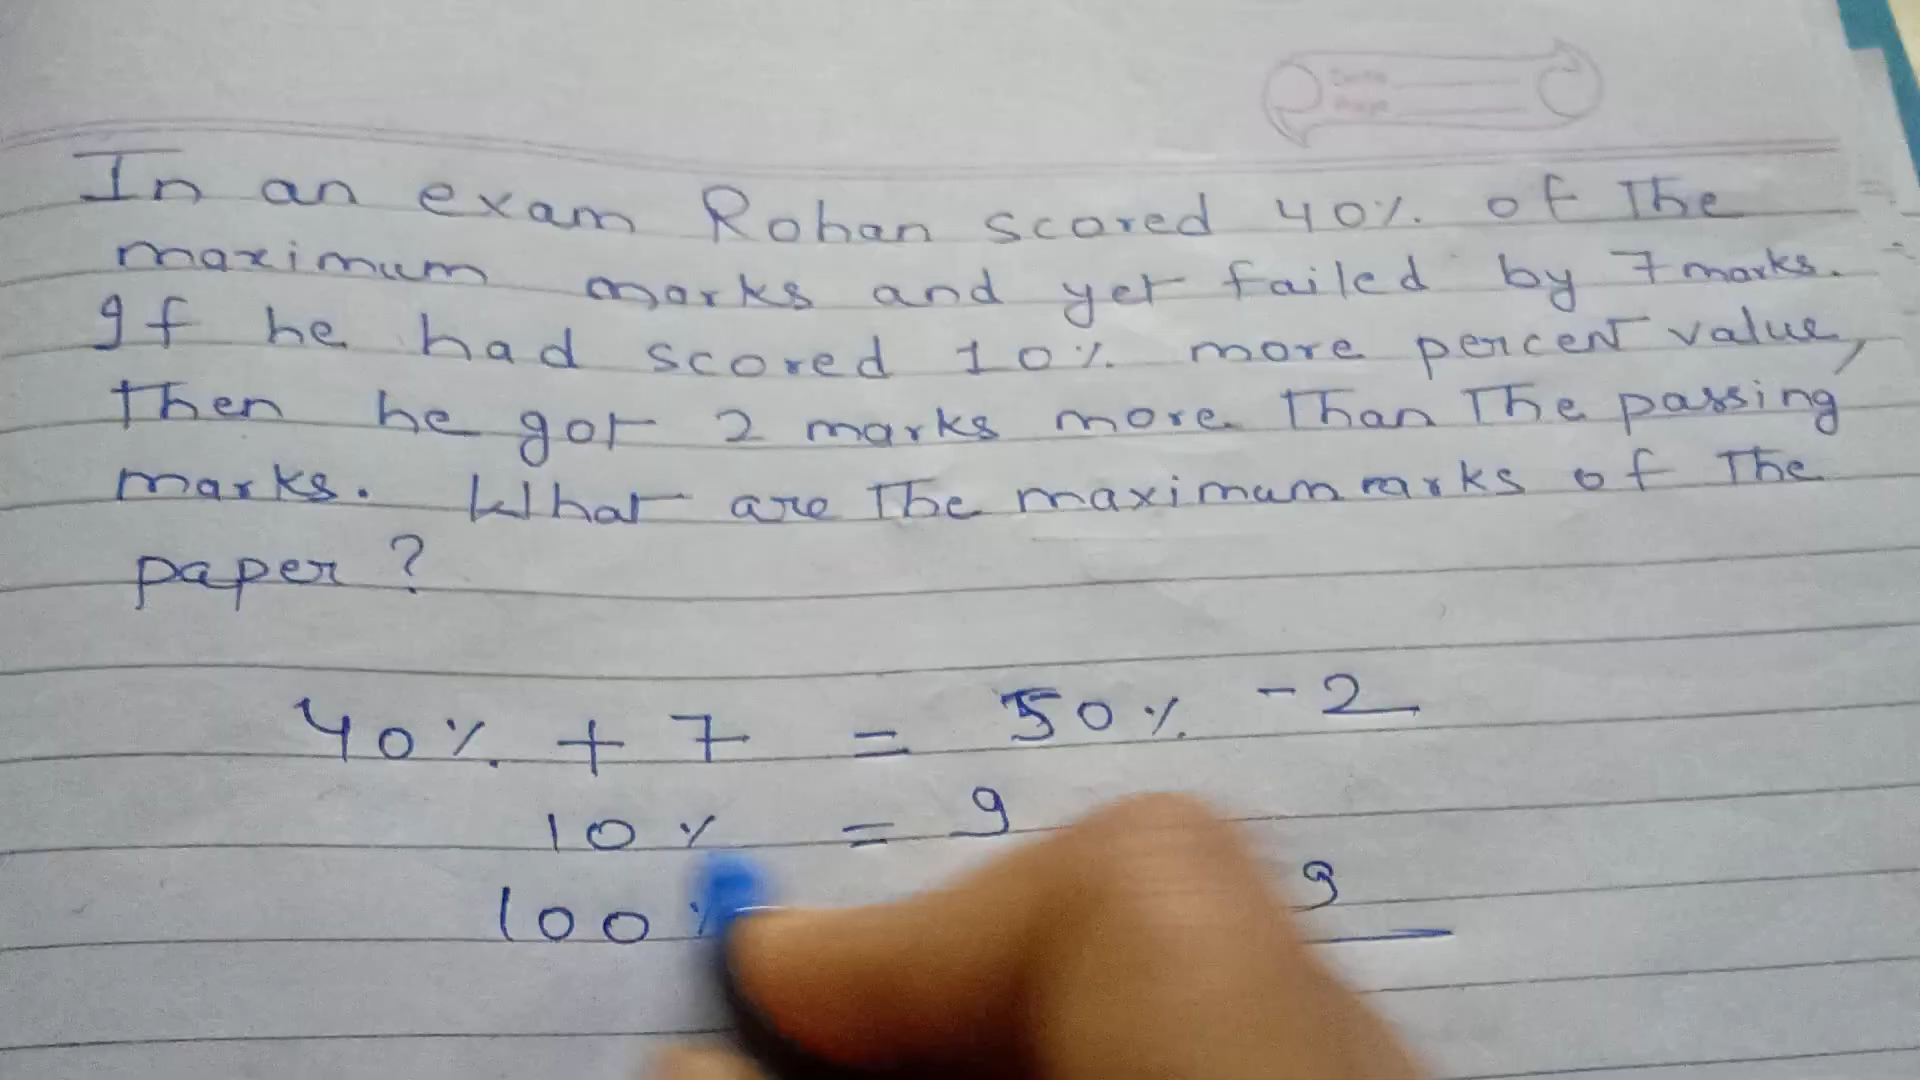 In an exam Rohan scored 40% of The
maximum marks and yet failed by 7 marks.
If he had scored 10% more percent value,
Then he got 2 marks more Than The passing
marks. What are The maximum marks of The
paper?
40% + 7 = 50% - 2
10% = 9
100%
9